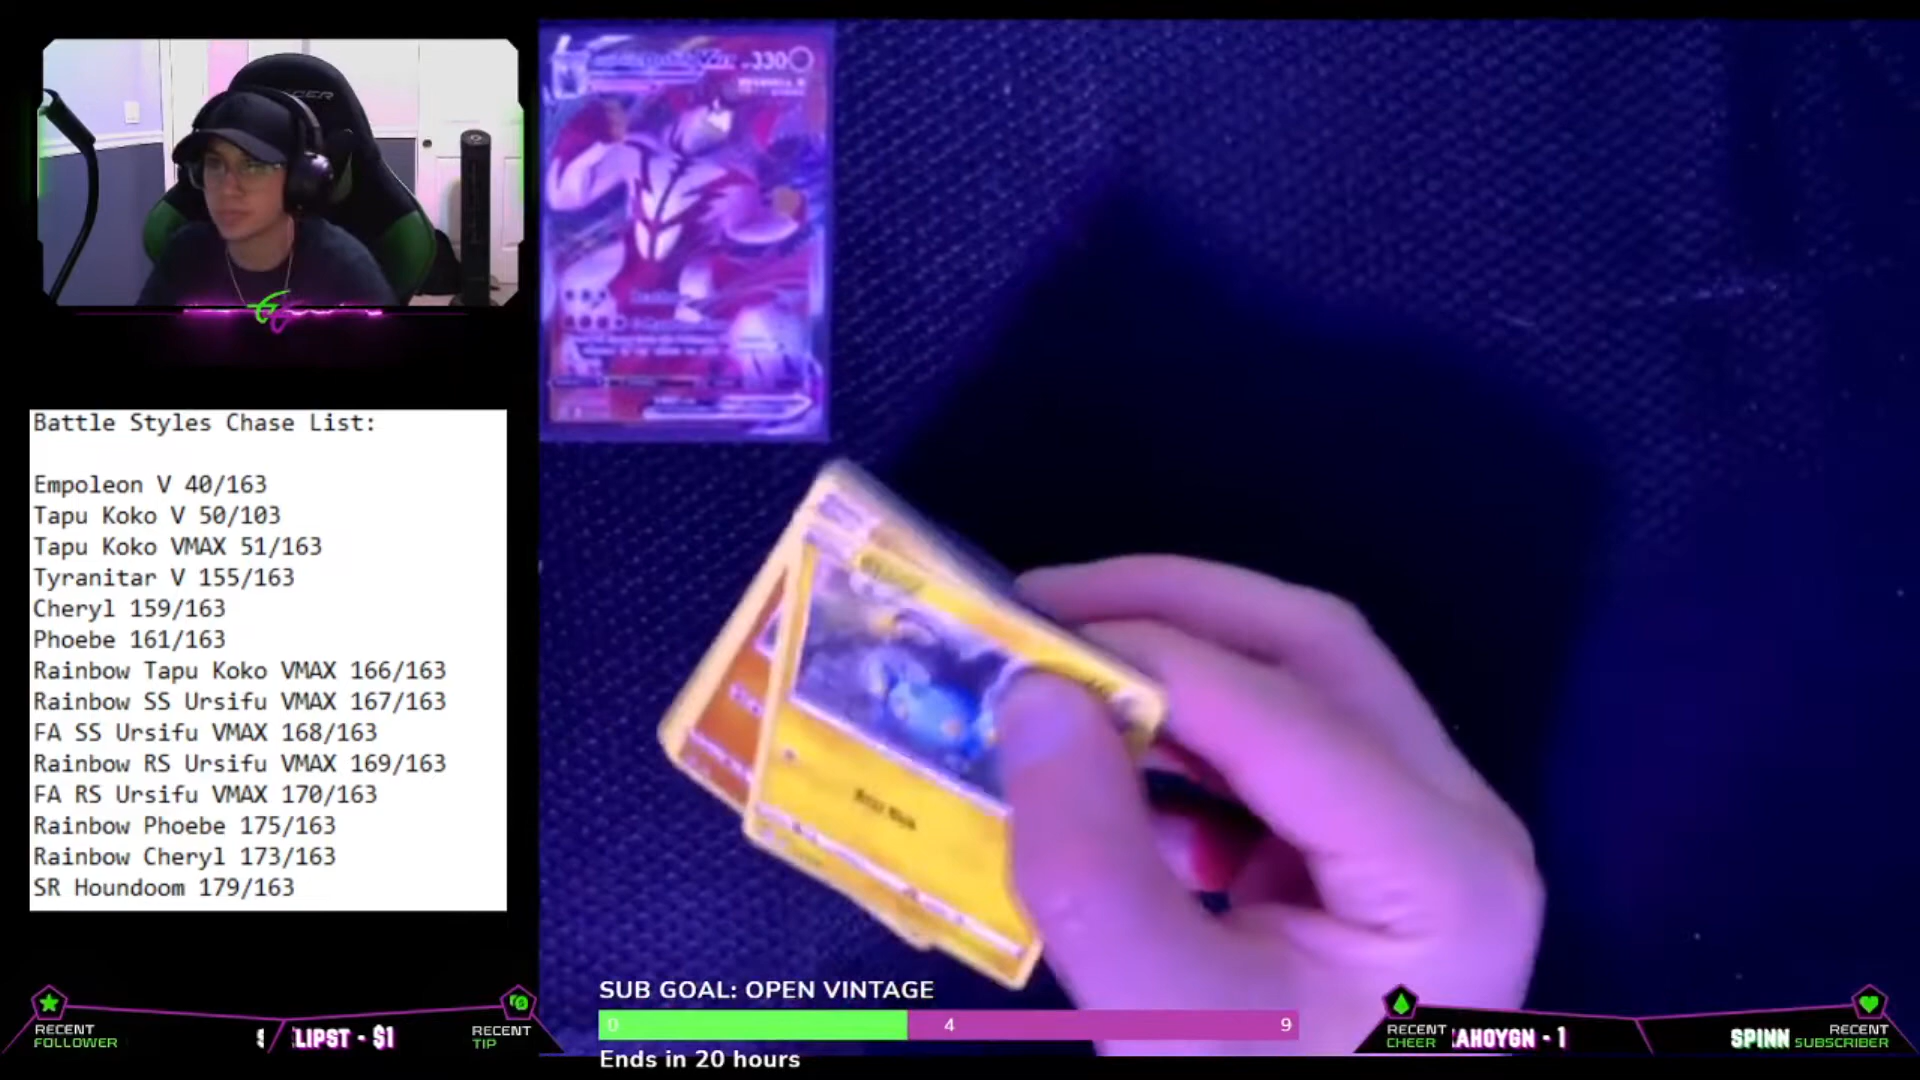 Battle Styles Chase List:
Empoleon V 40/163
Tapu Koko V 50/103
Tapu Koko VMAX 51/163
Tyranitar V 155/163
Cheryl 159/163
Phoebe 161/163
Rainbow Tapu Koko VMAX 166/163
Rainbow SS Ursifu VMAX 167/163
FA SS Ursifu VMAX 168/163
Rainbow RS Ursifu VMAX 169/163
FA RS Ursifu VMAX 170/163
Rainbow Phoebe 175/163
Rainbow Cheryl 173/163
SR Houndoom 179/163
330
SUB GOAL: OPEN VINTAGE
0 4 9
Ends in 20 hours
RECENT FOLLOWER
LIPST - $1
RECENT TIP
RECENT CHEER
AHOYGN - 1
SPINN
RECENT SUBSCRIBER